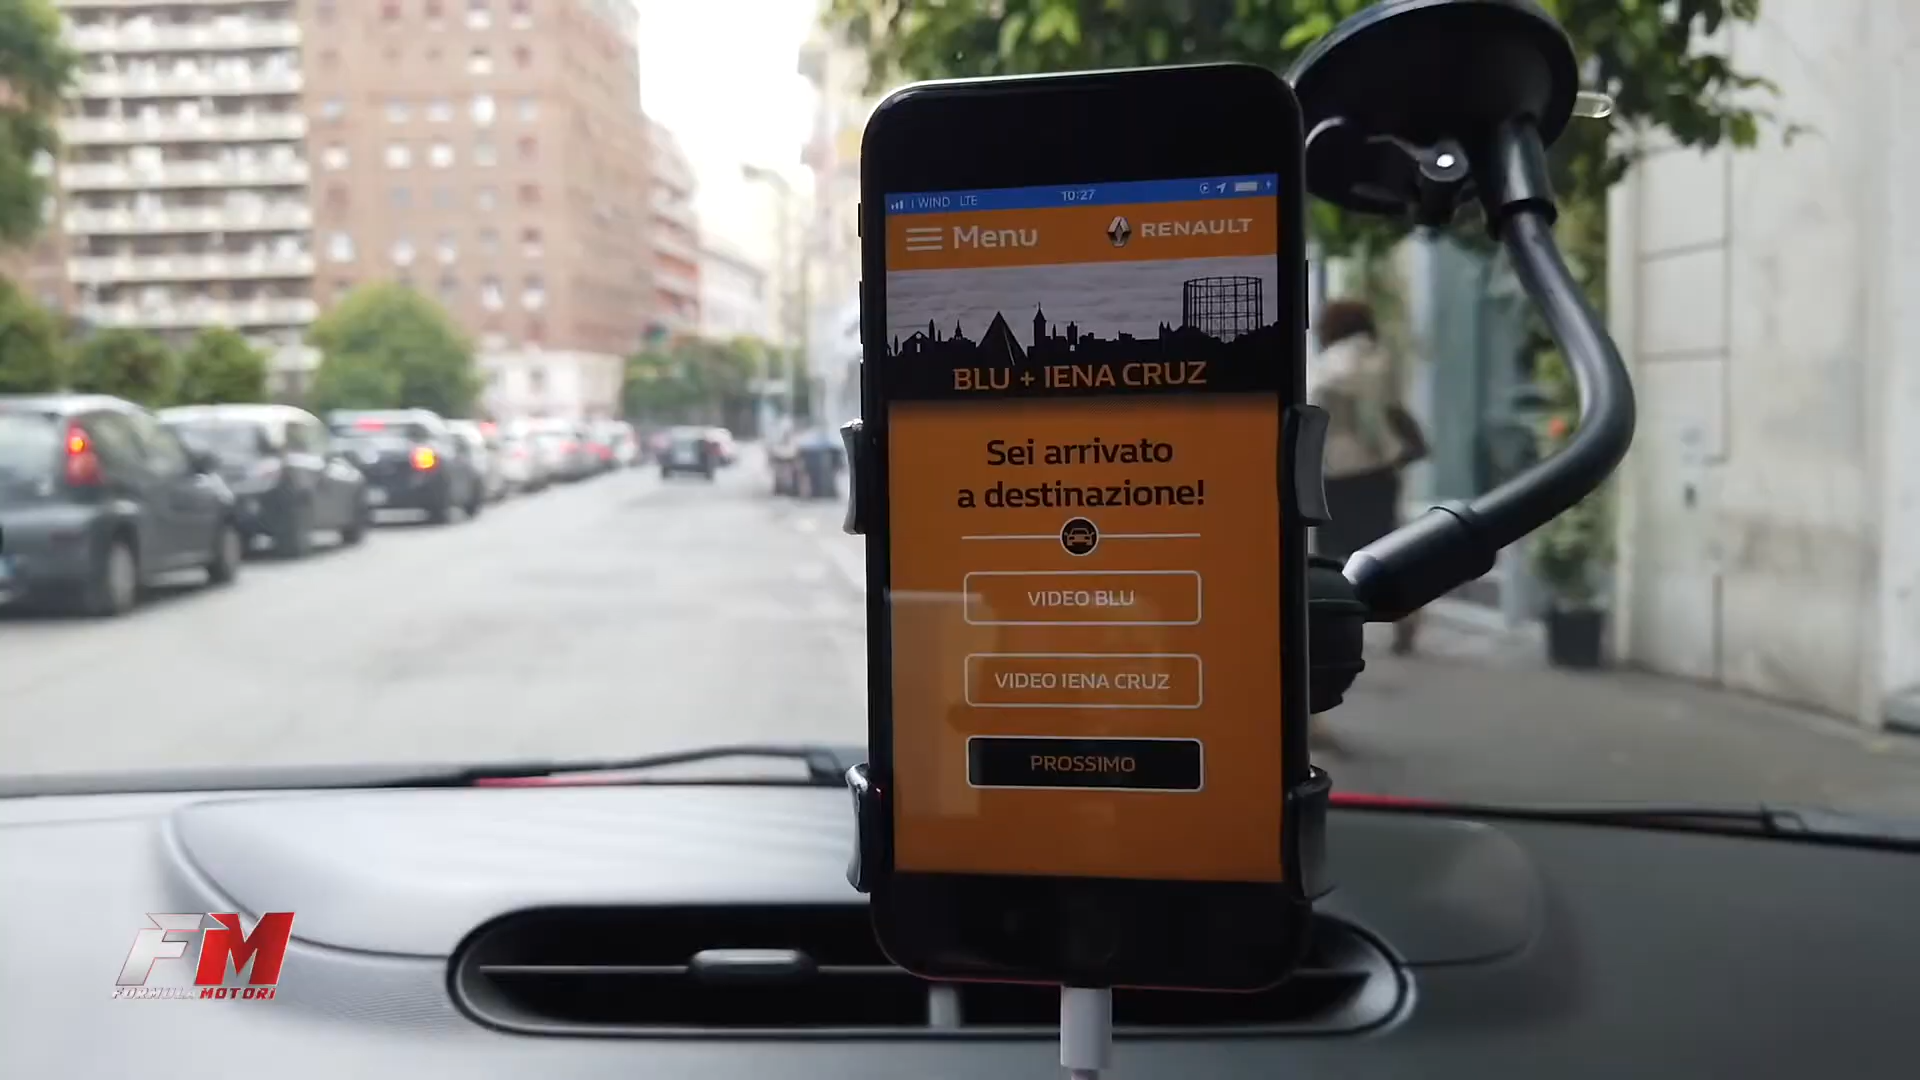 WIND LTE 10:27
Menu RENAULT
BLU + IENA CRUZ
Sei arrivato
a destinazione!
VIDEO BLU
VIDEO IENA CRUZ
PROSSIMO
FM
FORMULA MOTORI